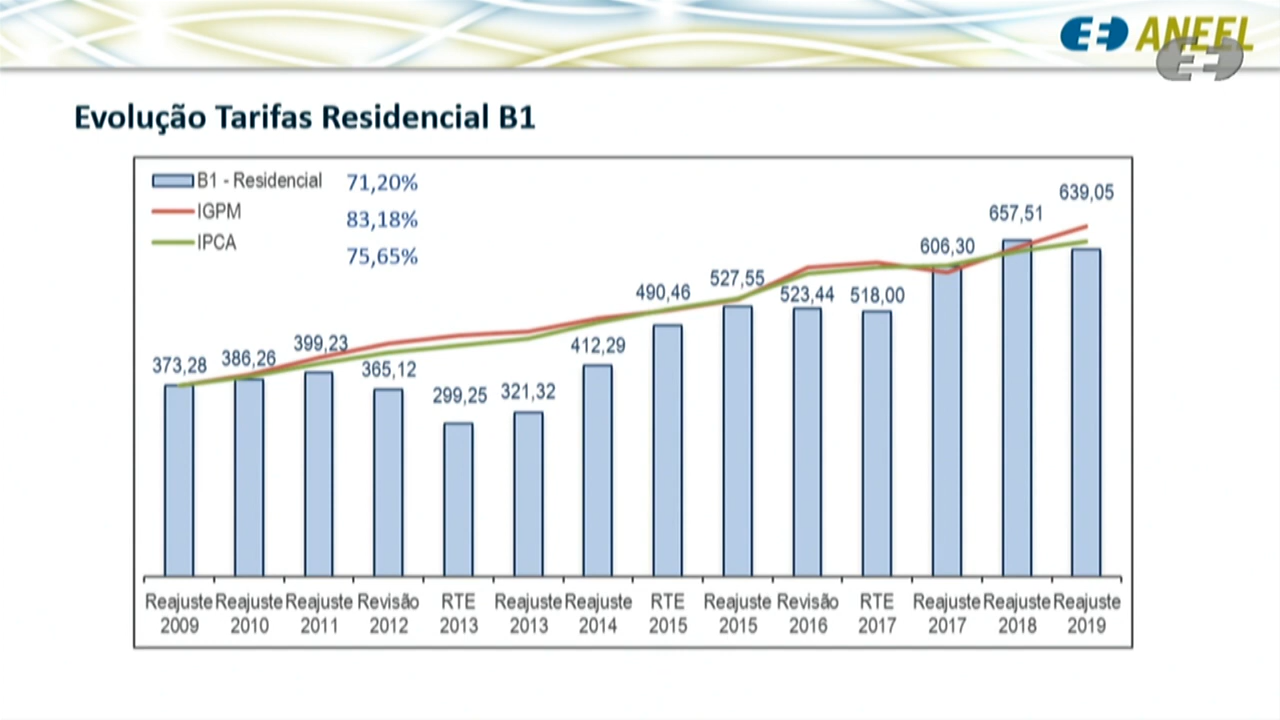 ANEEL
Evolução Tarifas Residencial B1
B1 - Residencial 71,20%
IGPM 83,18%
IPCA 75,65%
373,28 386,26 399,23 365,12 299,25 321,32 412,29 490,46 527,55 523,44 518,00 606,30 657,51 639,05
Reajuste Reajuste Reajuste Revisão RTE Reajuste Reajuste RTE Reajuste Revisão RTE Reajuste Reajuste Reajuste
2009 2010 2011 2012 2013 2013 2014 2015 2015 2016 2017 2017 2018 2019